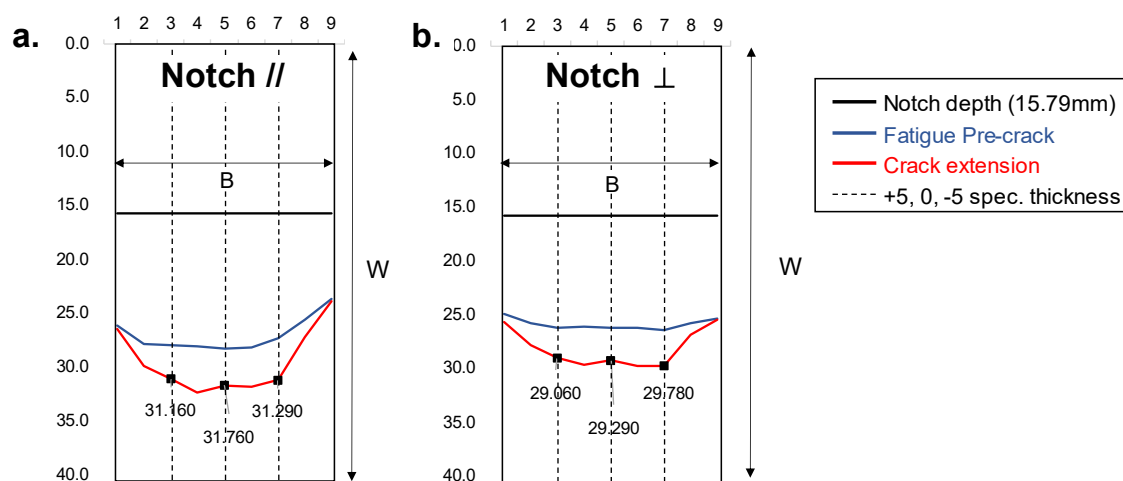 a.
1 2 3 4 5 6 7 8 9
0.0
5.0
10.0
15.0
20.0
25.0
30.0
35.0
40.0
Notch //
B
W
31.160
31.760
31.290
b.
1 2 3 4 5 6 7 8 9
0.0
5.0
10.0
15.0
20.0
25.0
30.0
35.0
40.0
Notch ⊥
B
W
29.060
29.290
29.780
Notch depth (15.79mm)
Fatigue Pre-crack
Crack extension
+5, 0, -5 spec. thickness